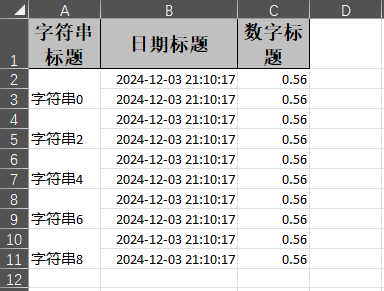 A B C D
1 字符串标题 日期标题 数字标题
2 2024-12-03 21:10:17 0.56
3 字符串0 2024-12-03 21:10:17 0.56
4 2024-12-03 21:10:17 0.56
5 字符串2 2024-12-03 21:10:17 0.56
6 2024-12-03 21:10:17 0.56
7 字符串4 2024-12-03 21:10:17 0.56
8 2024-12-03 21:10:17 0.56
9 字符串6 2024-12-03 21:10:17 0.56
10 2024-12-03 21:10:17 0.56
11 字符串8 2024-12-03 21:10:17 0.56
12